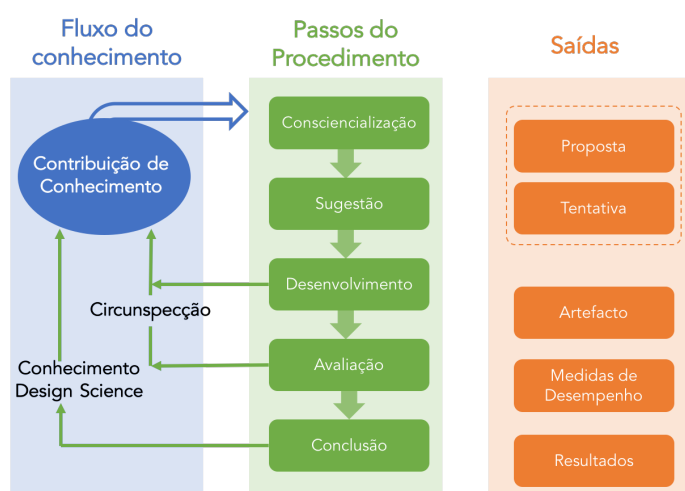 Fluxo do
conhecimento
Passos do
Procedimento
Saídas
Contribuição de
Conhecimento
Circunspecção
Conhecimento
Design Science
Consciencialização
Sugestão
Desenvolvimento
Avaliação
Conclusão
Proposta
Tentativa
Artefacto
Medidas de
Desempenho
Resultados